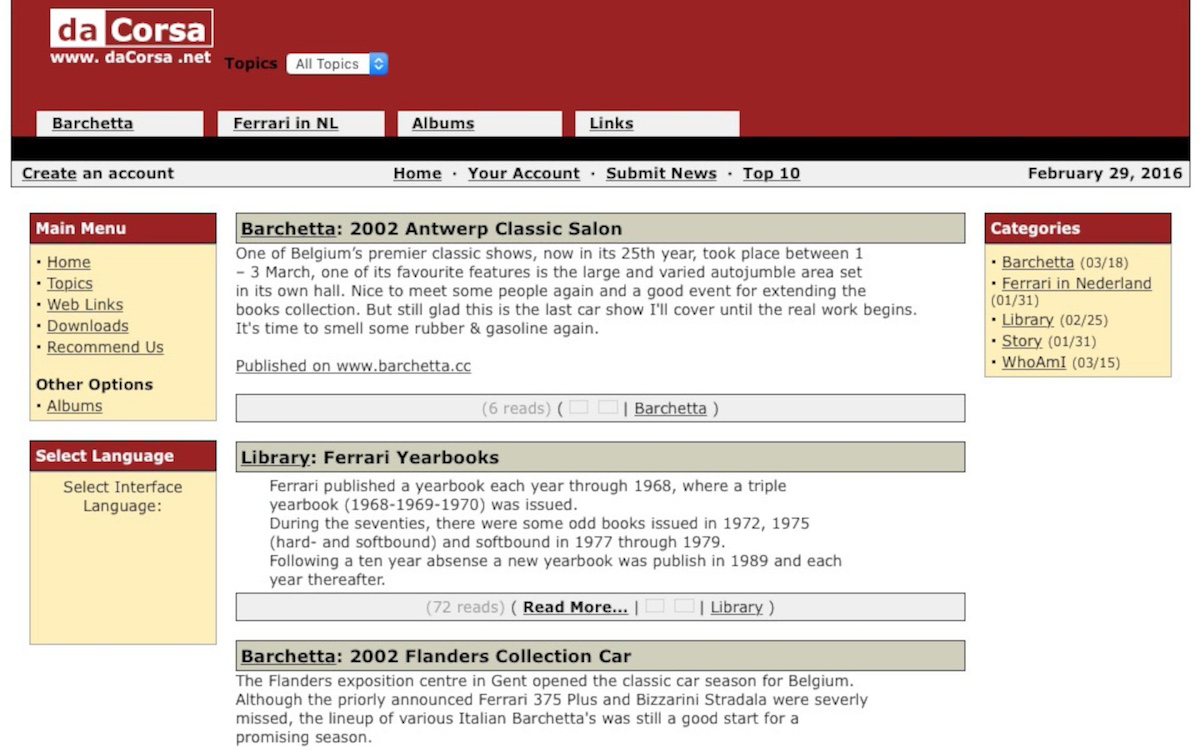 da Corsa
www. daCorsa .net
Topics All Topics
Barchetta Ferrari in NL Albums Links
Create an account Home · Your Account · Submit News · Top 10 February 29, 2016
Main Menu
· Home
· Topics
· Web Links
· Downloads
· Recommend Us
Other Options
· Albums
Select Language
Select Interface
Language:
Barchetta: 2002 Antwerp Classic Salon
One of Belgium’s premier classic shows, now in its 25th year, took place between 1
– 3 March, one of its favourite features is the large and varied autojumble area set
in its own hall. Nice to meet some people again and a good event for extending the
books collection. But still glad this is the last car show I'll cover until the real work begins.
It's time to smell some rubber & gasoline again.
Published on www.barchetta.cc
(6 reads) ( | Barchetta )
Library: Ferrari Yearbooks
Ferrari published a yearbook each year through 1968, where a triple
yearbook (1968-1969-1970) was issued.
During the seventies, there were some odd books issued in 1972, 1975
(hard- and softbound) and softbound in 1977 through 1979.
Following a ten year absense a new yearbook was publish in 1989 and each
year thereafter.
(72 reads) ( Read More... | | Library )
Barchetta: 2002 Flanders Collection Car
The Flanders exposition centre in Gent opened the classic car season for Belgium.
Although the priorly announced Ferrari 375 Plus and Bizzarini Stradala were severly
missed, the lineup of various Italian Barchetta's was still a good start for a
promising season.
Categories
· Barchetta (03/18)
· Ferrari in Nederland
(01/31)
· Library (02/25)
· Story (01/31)
· WhoAmI (03/15)